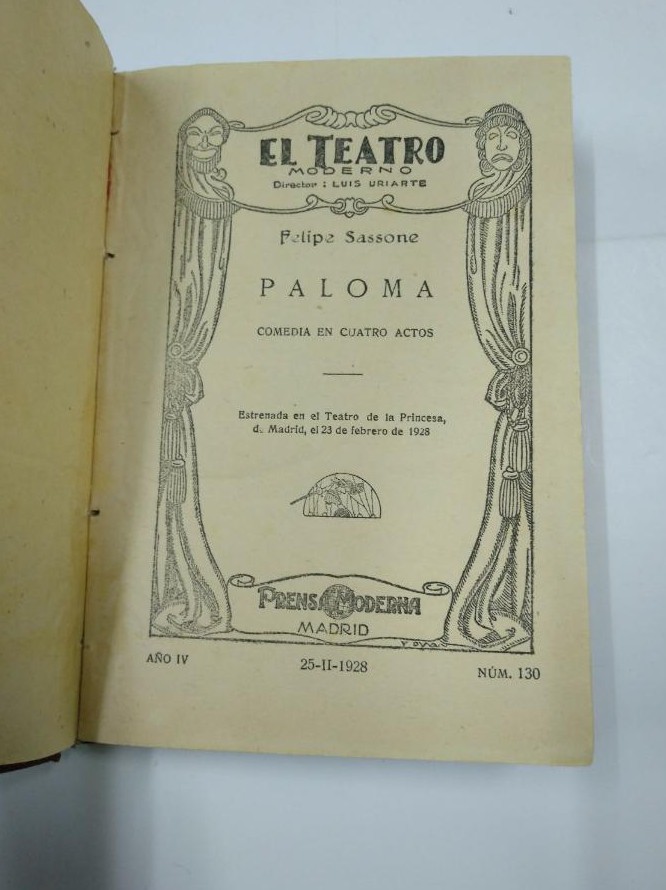 EL TEATRO
MODERNO
Director : LUIS URIARTE
Felipe Sassone
PALOMA
COMEDIA EN CUATRO ACTOS
Estrenada en el Teatro de la Princesa,
de Madrid, el 23 de febrero de 1928
PRENSA MODERNA
MADRID
AÑO IV
25-II-1928
NÚM. 130